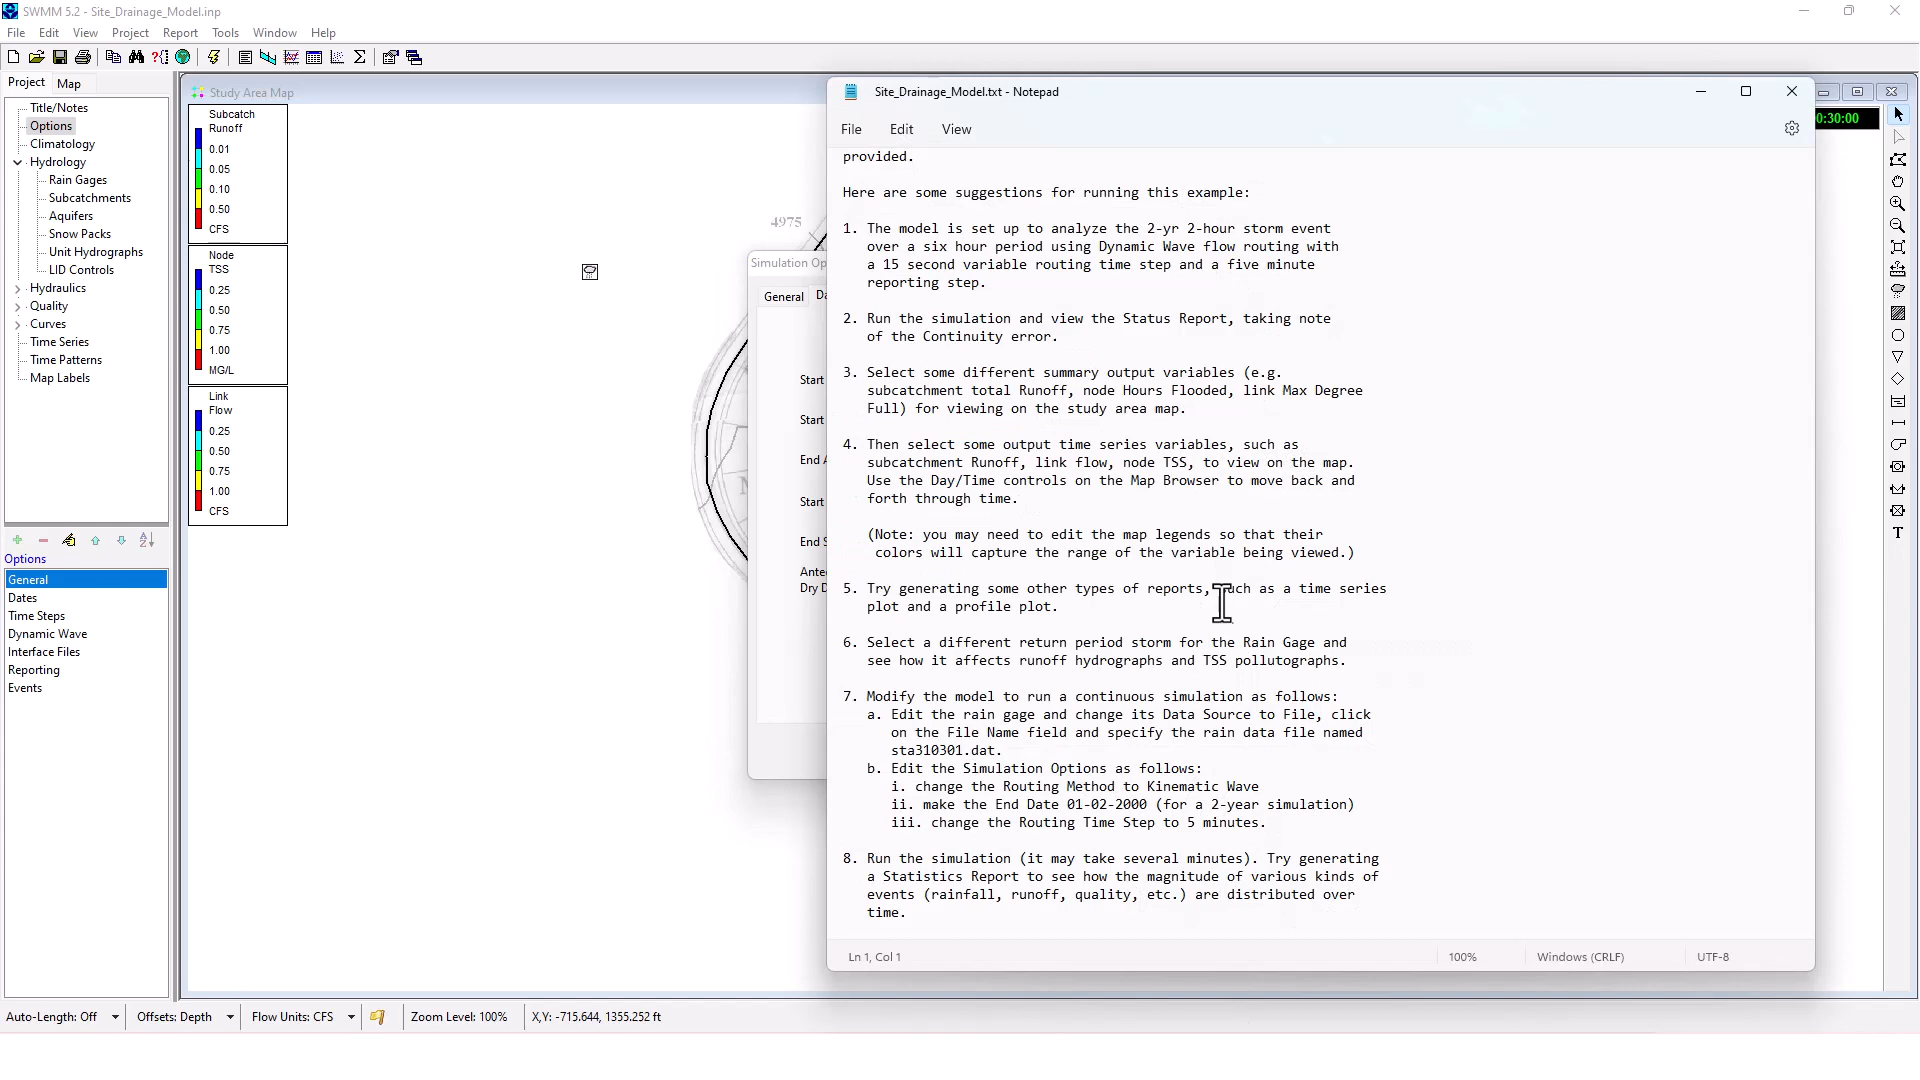 SWMM 5.2 - Site_Drainage_Model.inp
File Edit View Project Report Tools Window Help
Project Map
Title/Notes
Options
Climatology
Hydrology
Rain Gages
Subcatchments
Aquifers
Snow Packs
Unit Hydrographs
LID Controls
Hydraulics
Quality
Curves
Time Series
Time Patterns
Map Labels
Options
General
Dates
Time Steps
Dynamic Wave
Interface Files
Reporting
Events
Study Area Map
Subcatch
Runoff
0.01
0.05
0.10
0.50
CFS
Node
TSS
0.25
0.50
0.75
1.00
MG/L
Link
Flow
0.25
0.50
0.75
1.00
CFS
4975
Simulation Op
General Da
Start
Start
End A
Start
End S
Ante
Dry D
0:30:00
T
Site_Drainage_Model.txt - Notepad
File Edit View
provided.
Here are some suggestions for running this example:
1. The model is set up to analyze the 2-yr 2-hour storm event
over a six hour period using Dynamic Wave flow routing with
a 15 second variable routing time step and a five minute
reporting step.
2. Run the simulation and view the Status Report, taking note
of the Continuity error.
3. Select some different summary output variables (e.g.
subcatchment total Runoff, node Hours Flooded, link Max Degree
Full) for viewing on the study area map.
4. Then select some output time series variables, such as
subcatchment Runoff, link flow, node TSS, to view on the map.
Use the Day/Time controls on the Map Browser to move back and
forth through time.
(Note: you may need to edit the map legends so that their
colors will capture the range of the variable being viewed.)
5. Try generating some other types of reports, such as a time series
plot and a profile plot.
6. Select a different return period storm for the Rain Gage and
see how it affects runoff hydrographs and TSS pollutographs.
7. Modify the model to run a continuous simulation as follows:
a. Edit the rain gage and change its Data Source to File, click
on the File Name field and specify the rain data file named
sta310301.dat.
b. Edit the Simulation Options as follows:
i. change the Routing Method to Kinematic Wave
ii. make the End Date 01-02-2000 (for a 2-year simulation)
iii. change the Routing Time Step to 5 minutes.
8. Run the simulation (it may take several minutes). Try generating
a Statistics Report to see how the magnitude of various kinds of
events (rainfall, runoff, quality, etc.) are distributed over
time.
Ln 1, Col 1 100% Windows (CRLF) UTF-8
Auto-Length: Off Offsets: Depth Flow Units: CFS Zoom Level: 100% X,Y: -715.644, 1355.252 ft